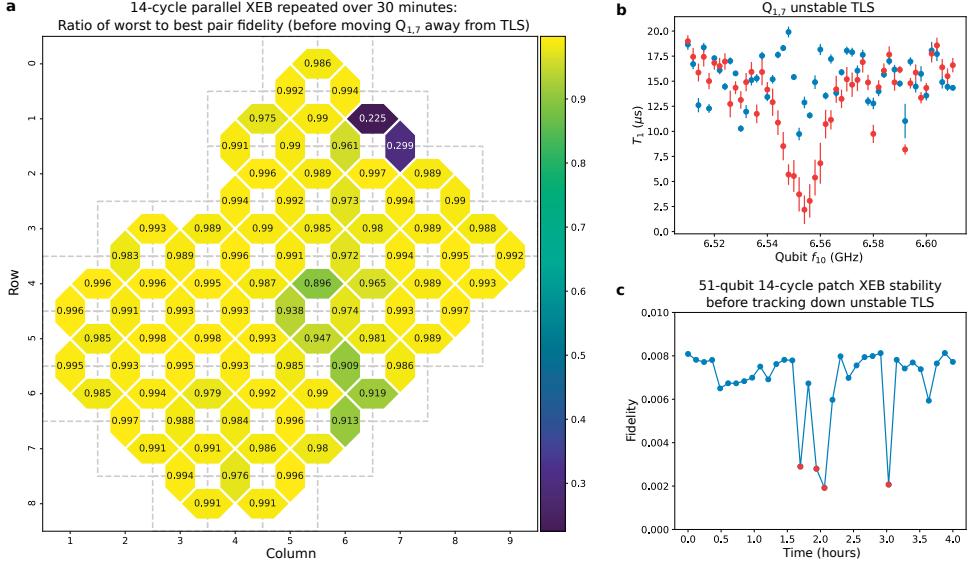 a
14-cycle parallel XEB repeated over 30 minutes:
Ratio of worst to best pair fidelity (before moving Q1,7 away from TLS)
0.986
0.992 0.994
0.975 0.99 0.225
0.991 0.99 0.961 0.299
0.996 0.989 0.997 0.989
0.994 0.992 0.973 0.992 0.99
0.993 0.989 0.99 0.985 0.98 0.989
0.983 0.989 0.996 0.991 0.972 0.994 0.995 0.992
0.996 0.996 0.995 0.987 0.896 0.965 0.989 0.993
0.996 0.991 0.993 0.993 0.938 0.974 0.993 0.997
0.985 0.998 0.998 0.993 0.947 0.981 0.989
0.995 0.993 0.993 0.993 0.985 0.909 0.986
0.985 0.994 0.979 0.992 0.99 0.919
0.997 0.988 0.984 0.996 0.913
0.991 0.991 0.986 0.98
0.994 0.976 0.996
0.991 0.991
0
1
2
3
4
5
6
7
8
Row
1 2 3 4 5 6 7 8 9
Column
0.9
0.8
0.7
0.6
0.5
0.4
0.3
b
Q1,7 unstable TLS
20.0
17.5
15.0
12.5
10.0
7.5
5.0
2.5
0.0
T1 (μs)
6.52 6.54 6.56 6.58 6.60
Qubit f10 (GHz)
c
51-qubit 14-cycle patch XEB stability
before tracking down unstable TLS
0.010
0.008
0.006
0.004
0.002
0.000
Fidelity
0.0 0.5 1.0 1.5 2.0 2.5 3.0 3.5 4.0
Time (hours)